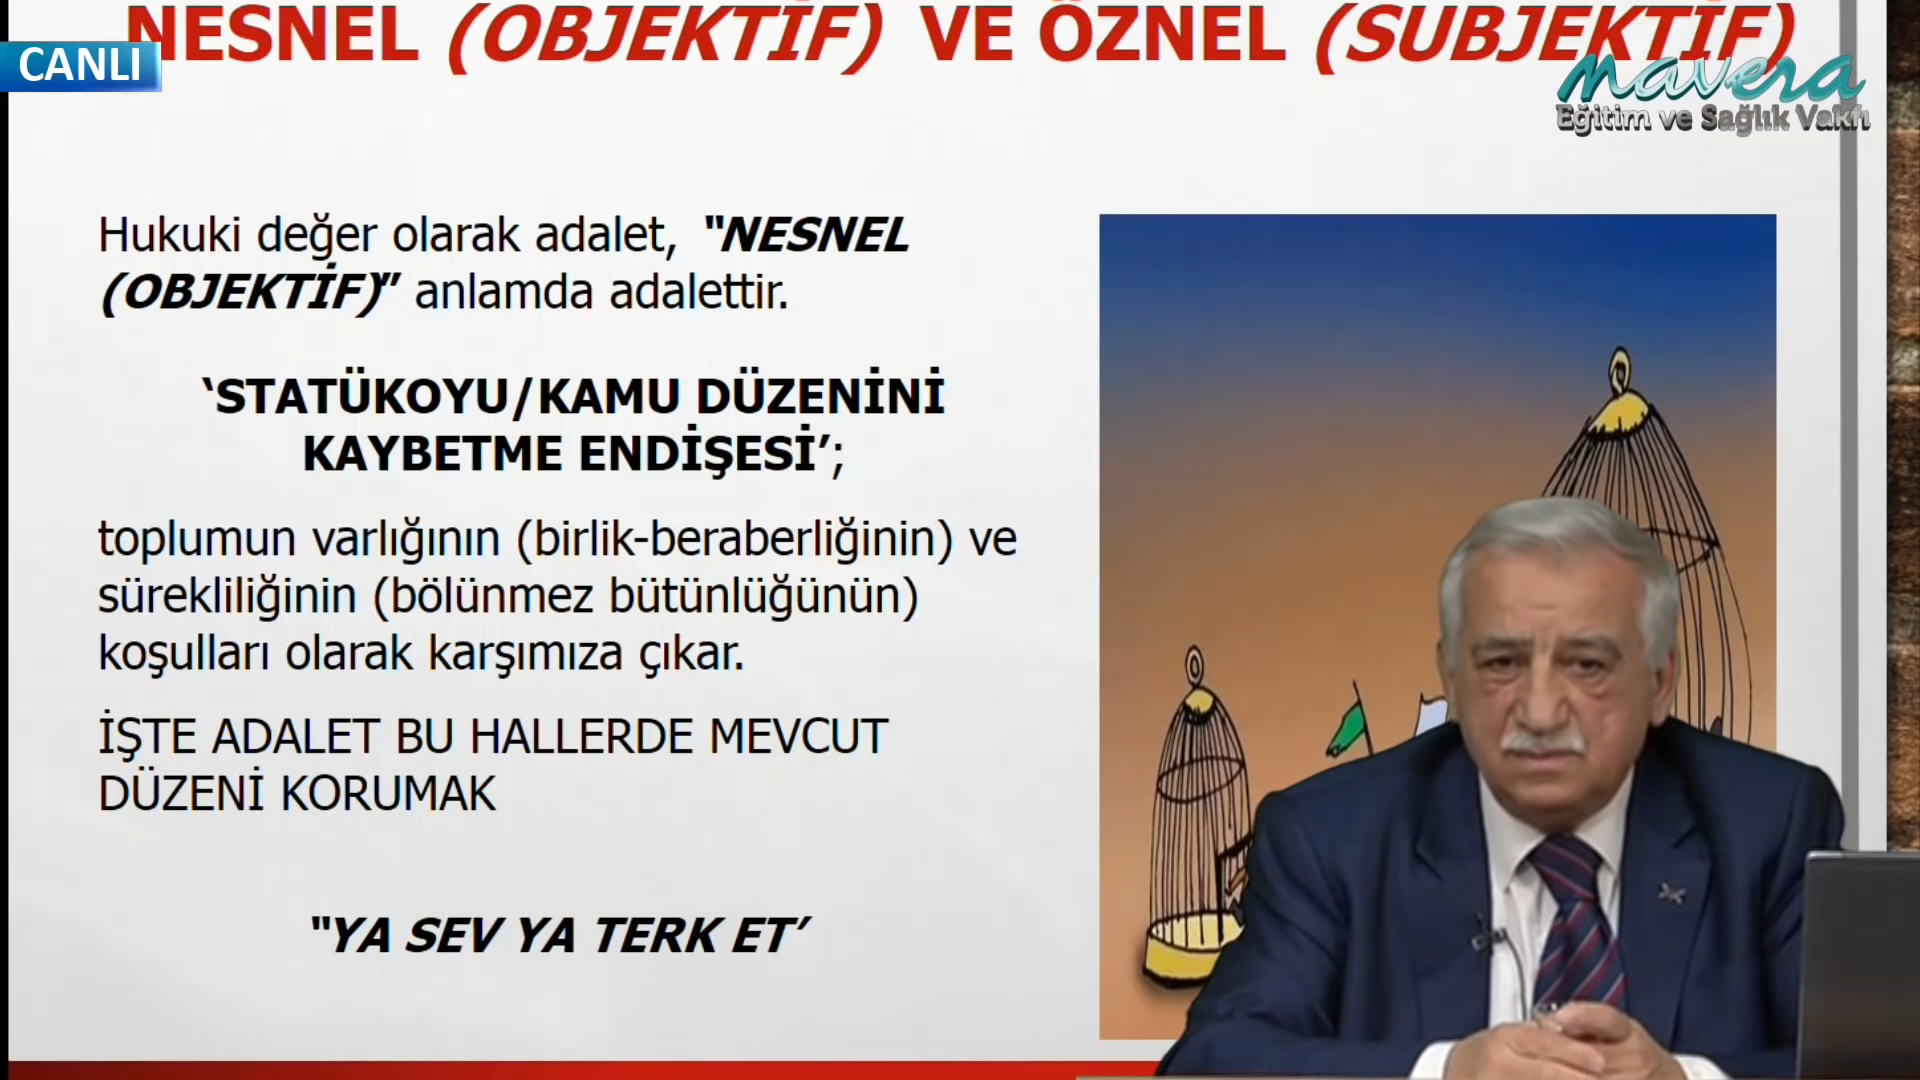 NESNEL (OBJEKTİF) VE ÖZNEL (SUBJEKTİF)
CANLI
mavera
Eğitim ve Sağlık Vakfı
Hukuki değer olarak adalet, "NESNEL
(OBJEKTİF)" anlamda adalettir.
'STATÜKOYU/KAMU DÜZENİNİ
KAYBETME ENDİŞESİ';
toplumun varlığının (birlik-beraberliğinin) ve
sürekliliğinin (bölünmez bütünlüğünün)
koşulları olarak karşımıza çıkar.
İŞTE ADALET BU HALLERDE MEVCUT
DÜZENİ KORUMAK
"YA SEV YA TERK ET'